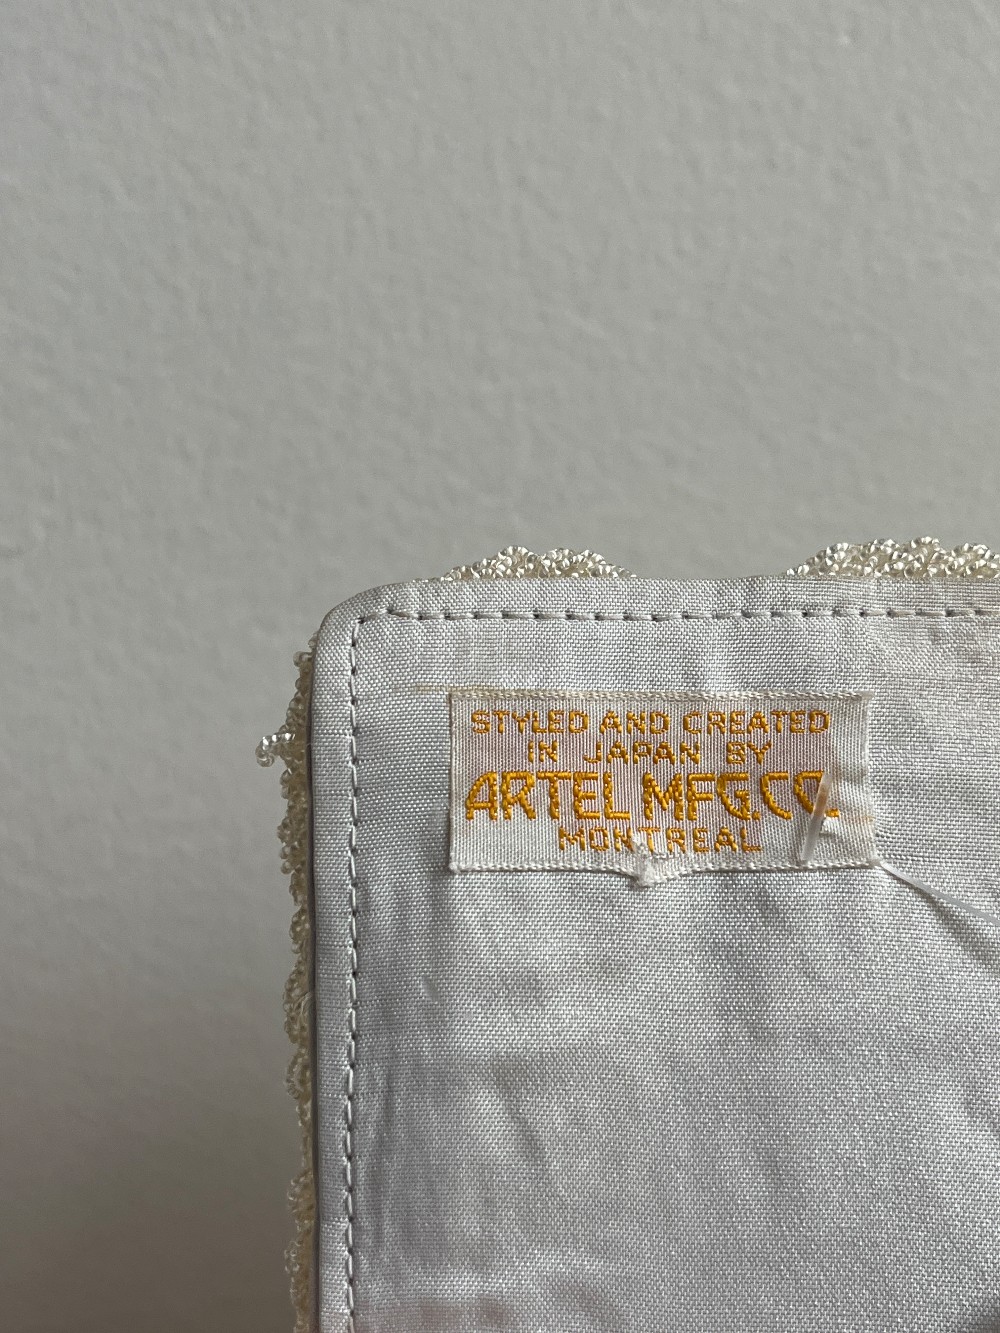 STYLED AND CREATED
IN JAPAN BY
ARTEL MFG. CO.
MONTREAL